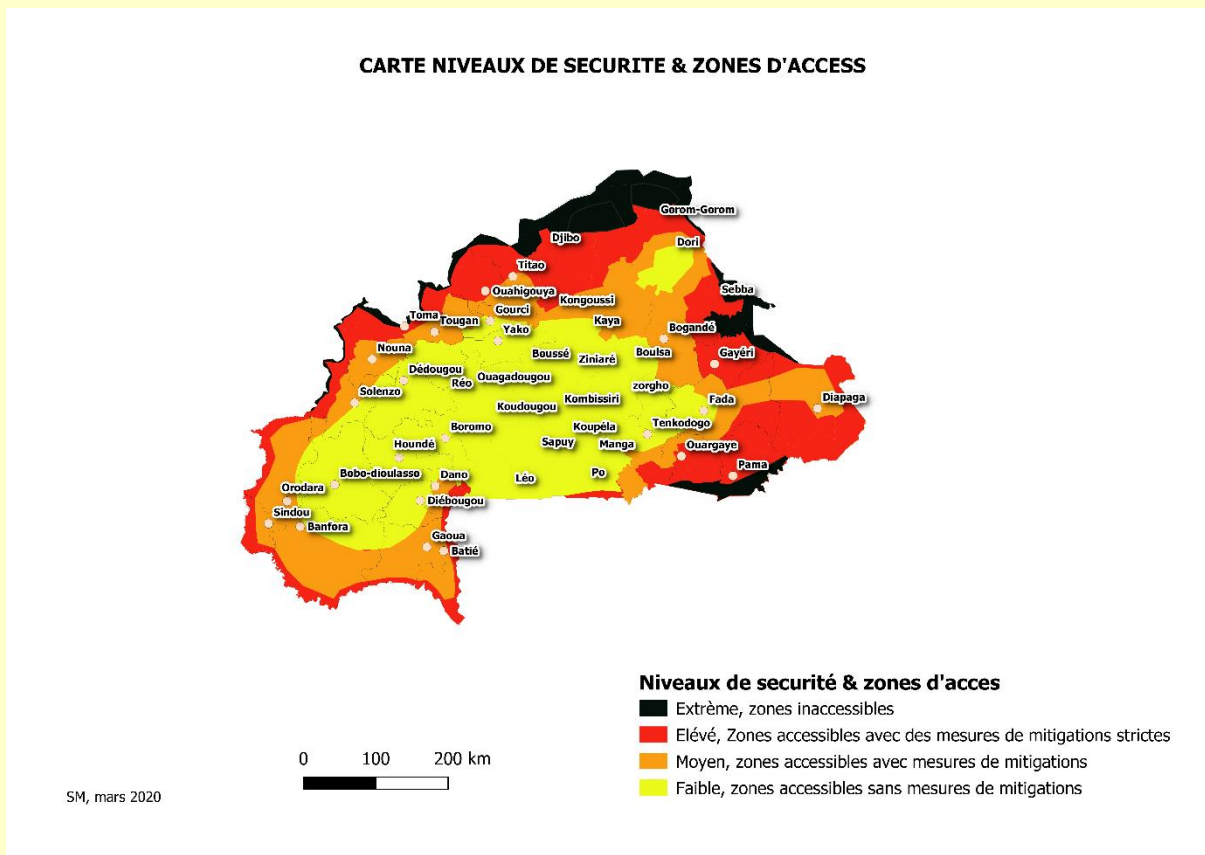 CARTE NIVEAUX DE SECURITE & ZONES D'ACCESS
Gorom-Gorom
Djibo
Dori
Titao
Sebba
Ouahigouya
Kongoussi
Gourci
Toma
Tougan
Kaya
Yako
Bogandé
Nouna
Boussé
Ziniaré
Boulsa
Gayéri
Dédougou
Réo
Ouagadougou
zorgho
Solenzo
Koudougou
Kombissiri
Fada
Diapaga
Boromo
Koupéla
Tenkodogo
Houndé
Sapuy
Manga
Ouargaye
Bobo-dioulasso
Dano
Léo
Po
Pama
Orodara
Diébougou
Sindou
Banfora
Gaoua
Batié
Niveaux de securité & zones d'acces
Extrème, zones inaccessibles
Elévé, Zones accessibles avec des mesures de mitigations strictes
Moyen, zones accessibles avec mesures de mitigations
Faible, zones accessibles sans mesures de mitigations
0 100 200 km
SM, mars 2020